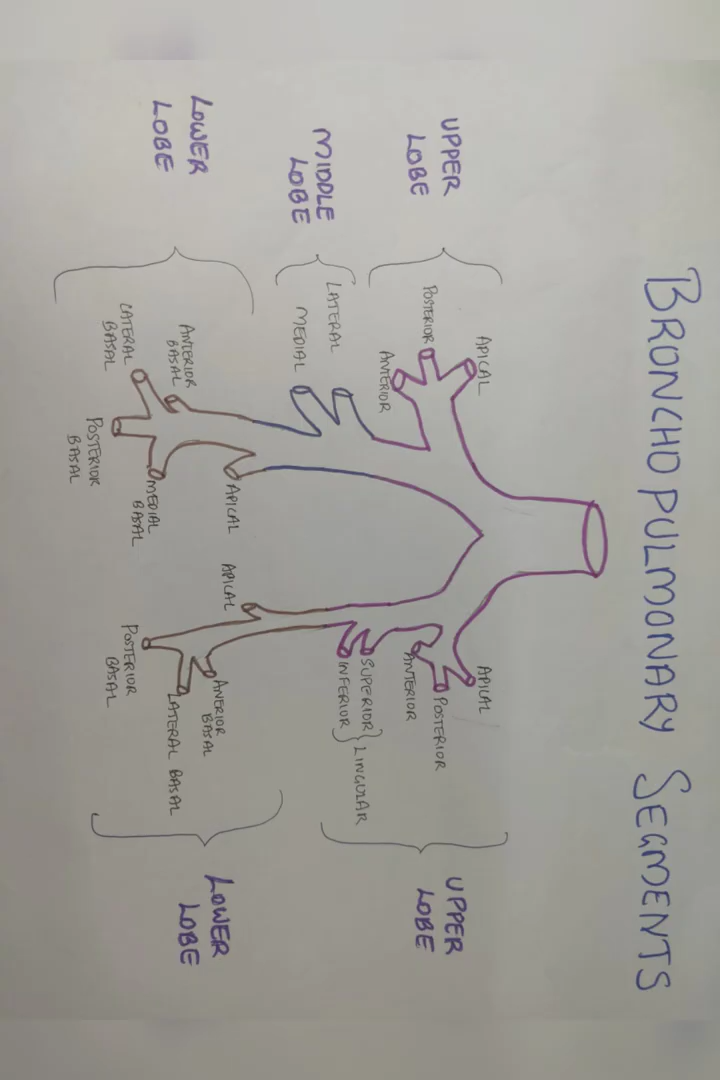 BRONCHOPULMONARY SEGMENTS
UPPER
LOBE
APICAL
POSTERIOR
ANTERIOR
MIDDLE
LOBE
LATERAL
MEDIAL
LOWER
LOBE
APICAL
ANTERIOR
BASAL
MEDIAL
BASAL
LATERAL
BASAL
POSTERIOR
BASAL
UPPER
LOBE
APICAL
POSTERIOR
ANTERIOR
SUPERIOR
INFERIOR
LINGULAR
LOWER
LOBE
APICAL
ANERIOR
BASAL
LATERAL BASAL
POSTERIOR
BASAL